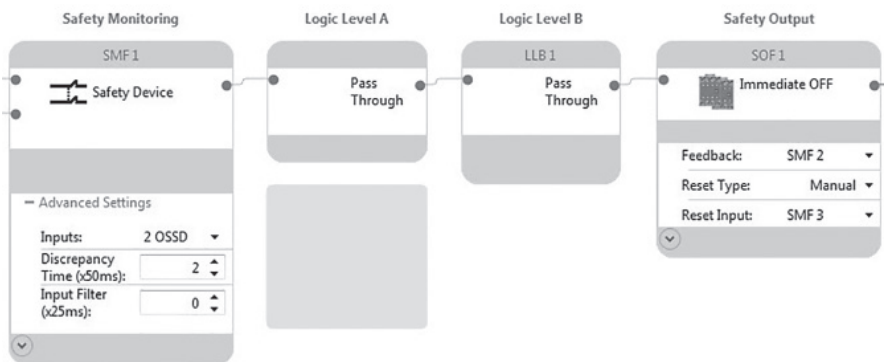 Safety Monitoring
Logic Level A
Logic Level B
Safety Output
SMF 1
Safety Device
Advanced Settings
Inputs: 2 OSSD
Discrepancy
Time (x50ms): 2
Input Filter
(x25ms): 0
Pass
Through
LLB 1
Pass
Through
SOF 1
Immediate OFF
Feedback: SMF 2
Reset Type: Manual
Reset Input: SMF 3